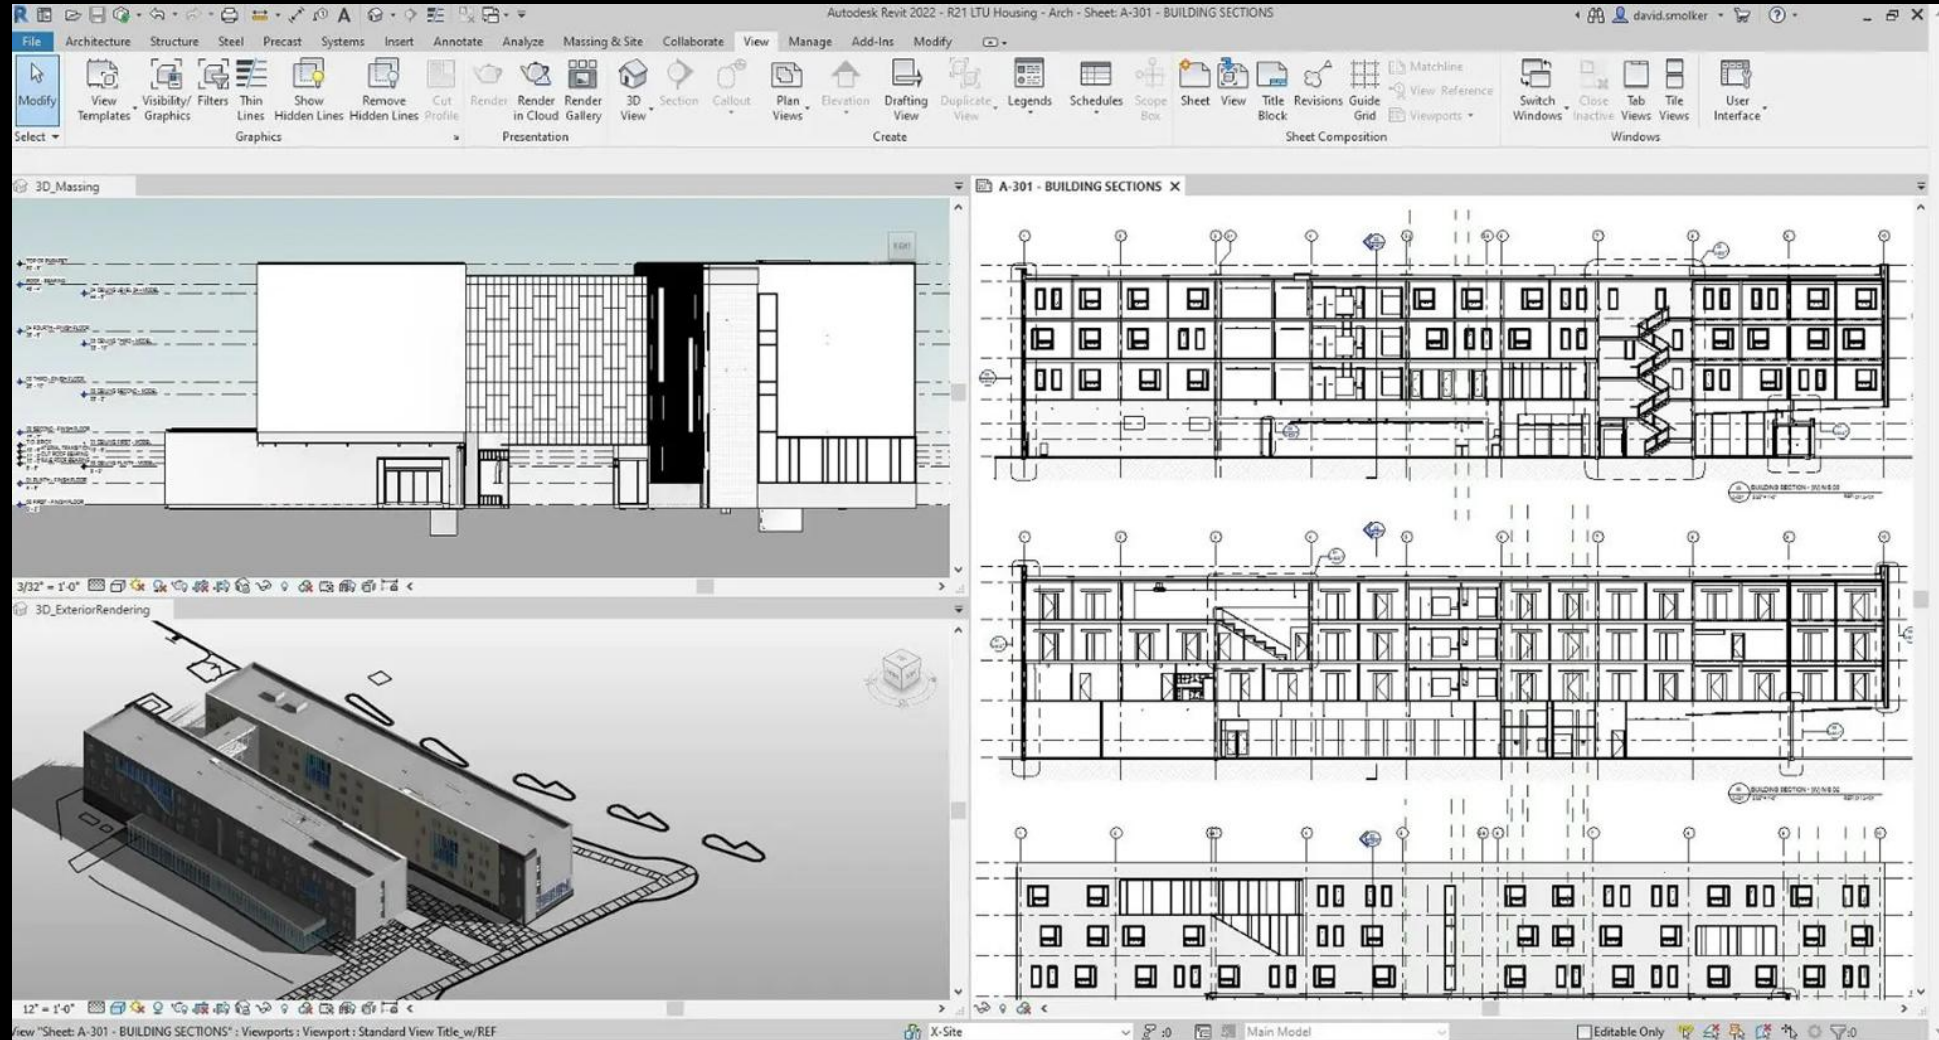 Autodesk Revit 2022 - R21 LTU Housing - Arch - Sheet: A-301 - BUILDING SECTIONS
david.smolker
File Architecture Structure Steel Precast Systems Insert Annotate Analyze Massing & Site Collaborate View Manage Add-Ins Modify
Modify
View Templates
Visibility/ Graphics
Filters
Thin Lines
Show Hidden Lines
Remove Hidden Lines
Cut Profile
Render
Render in Cloud
Render Gallery
3D View
Section
Callout
Plan Views
Elevation
Drafting View
Duplicate View
Legends
Schedules
Scope Box
Sheet
View
Title Block
Revisions
Guide Grid
Matchline
View Reference
Viewports
Switch Windows
Close Inactive
Tab Views
Tile Views
User Interface
Select Graphics Presentation Create Sheet Composition Windows
3D_Massing
A-301 - BUILDING SECTIONS
RIGHT
3/32" = 1'-0"
3D_ExteriorRendering
12" = 1'-0"
View "Sheet: A-301 - BUILDING SECTIONS" : Viewports : Viewport : Standard View Title_w/REF
X-Site
:0
Main Model
Editable Only
:0